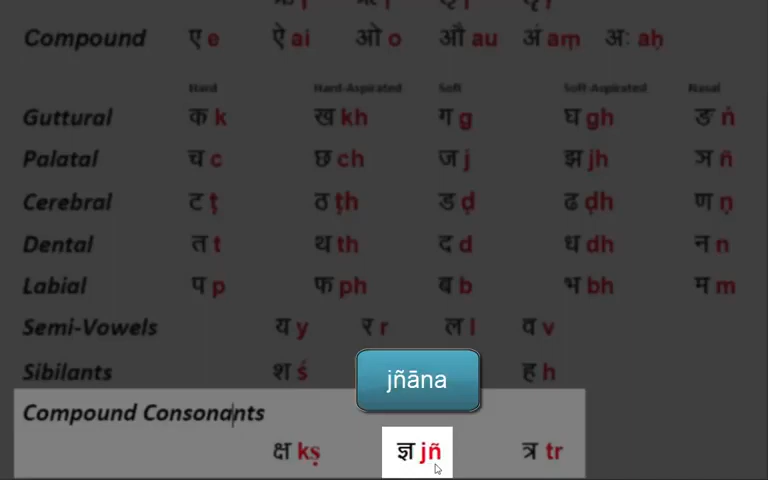 Compound ए e ऐ ai ओ o औ au अं aṃ अः aḥ
Hard Hard-Aspirated Soft Soft-Aspirated Nasal
Guttural क k ख kh ग g घ gh ङ ṅ
Palatal च c छ ch ज j झ jh ञ ñ
Cerebral ट ṭ ठ ṭh ड ḍ ढ ḍh ण ṇ
Dental त t थ th द d ध dh न n
Labial प p फ ph ब b भ bh म m
Semi-Vowels य y र r ल l व v
Sibilants श ś ह h
jñāna
Compound Consonants
क्ष kṣ ज्ञ jñ त्र tr